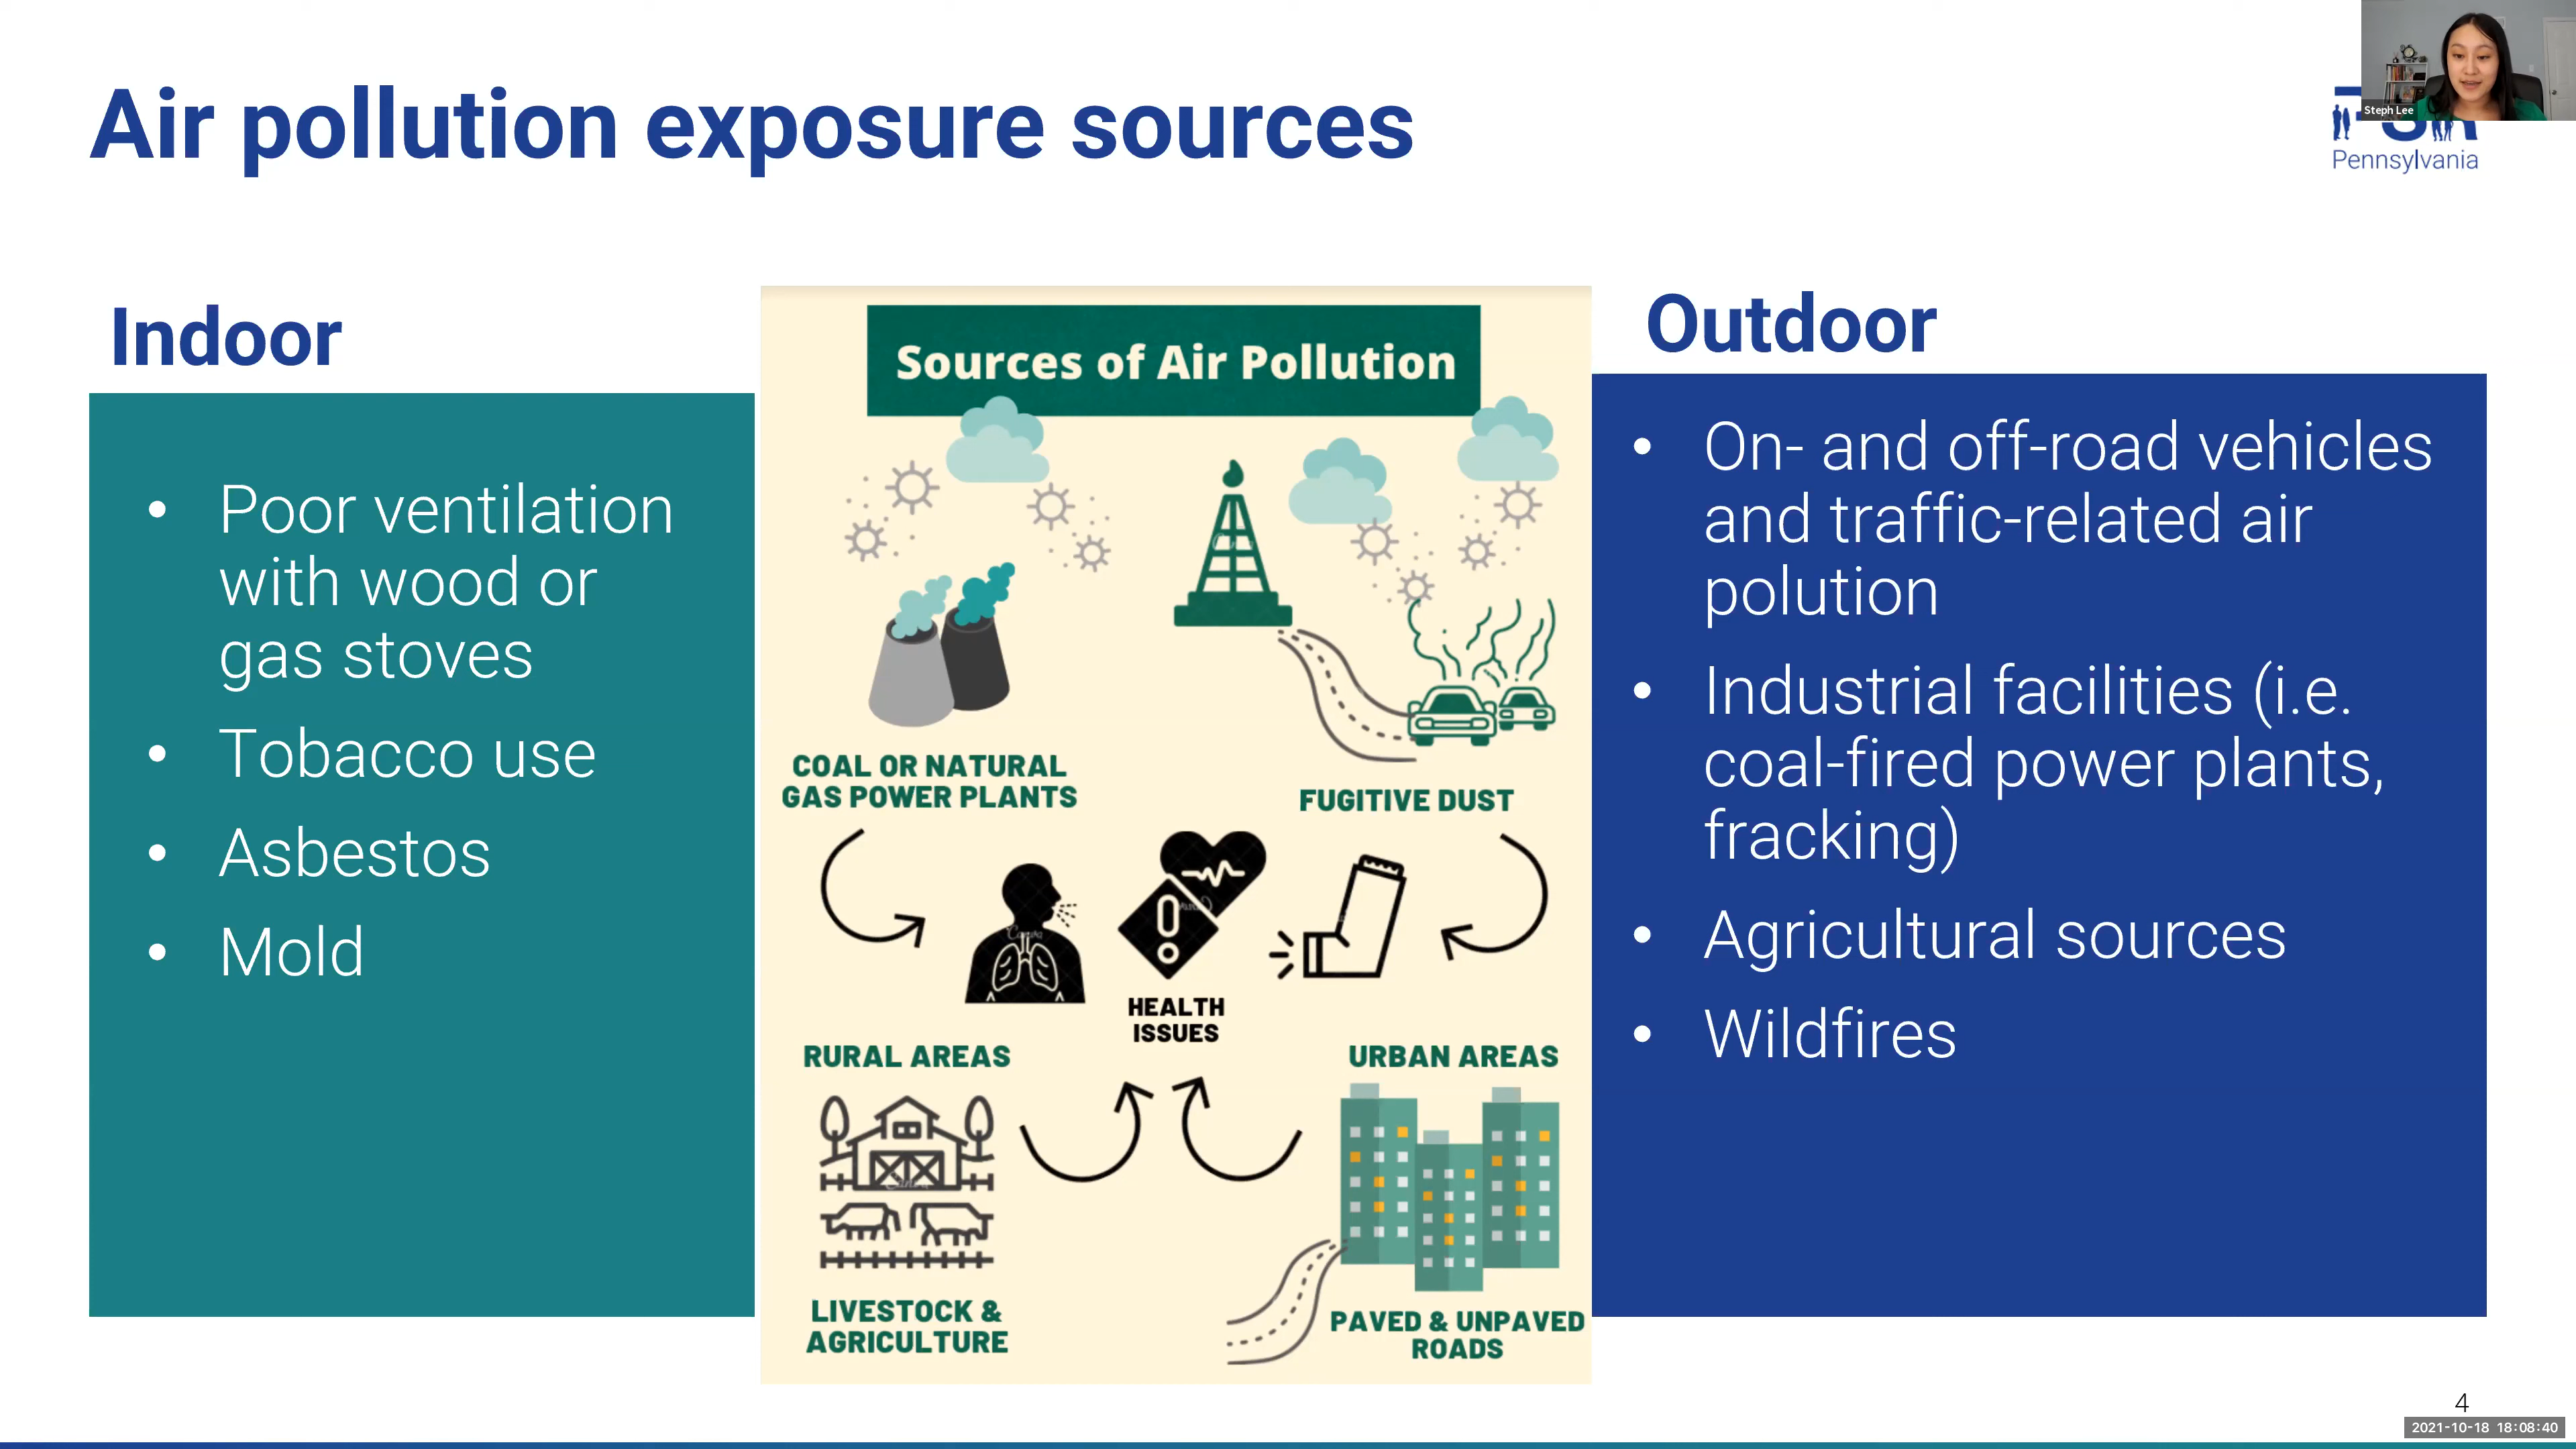 Air pollution exposure sources
Steph Lee
Pennsylvania
Indoor
Poor ventilation
with wood or
gas stoves
Tobacco use
Asbestos
Mold
Sources of Air Pollution
COAL OR NATURAL
GAS POWER PLANTS
FUGITIVE DUST
HEALTH
ISSUES
RURAL AREAS
URBAN AREAS
LIVESTOCK &
AGRICULTURE
PAVED & UNPAVED
ROADS
Outdoor
On- and off-road vehicles
and traffic-related air
polution
Industrial facilities (i.e.
coal-fired power plants,
fracking)
Agricultural sources
Wildfires
4
2021-10-18 18:08:40